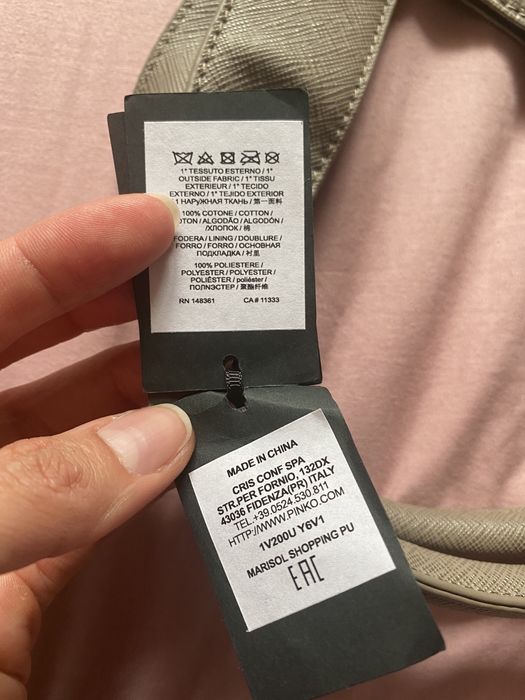 1° TESSUTO ESTERNO / 1°
OUTSIDE FABRIC / 1° TISSU
EXTERIEUR / 1° TECIDO
EXTERNO / 1° TEJIDO EXTERIOR
1 НАРУЖНАЯ ТКАНЬ / 第一面料
100% COTONE / COTTON /
COTON / ALGODÃO / ALGODÓN /
ХЛОПОК / 棉
FODERA / LINING / DOUBLURE /
FORRO / FORRO / ОСНОВНАЯ
ПОДКЛАДКА / 衬里
100% POLIESTERE /
POLYESTER / POLYESTER /
POLIÉSTER / poliéster /
ПОЛИЭСТЕР / 聚酯纤维
RN 148361 CA# 11333
MADE IN CHINA
CRIS CONF SPA
STR.PER FORNIO, 132DX
43036 FIDENZA(PR) ITALY
TEL.+39.0524.530.811
HTTP://WWW.PINKO.COM
1V200U Y6V1
MARISOL SHOPPING PU
EAC